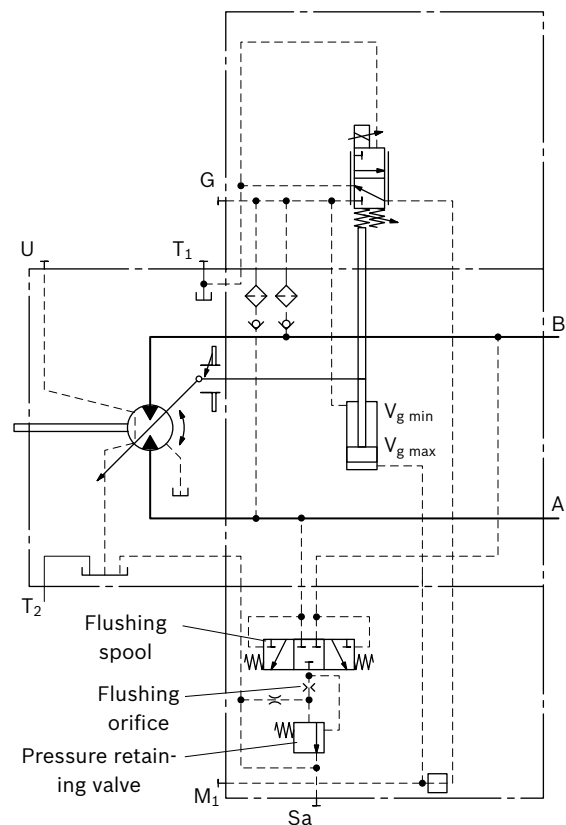 G
U
T1
B
Vg min
Vg max
A
T2
Flushing
spool
Flushing
orifice
Pressure retain-
ing valve
M1
Sa